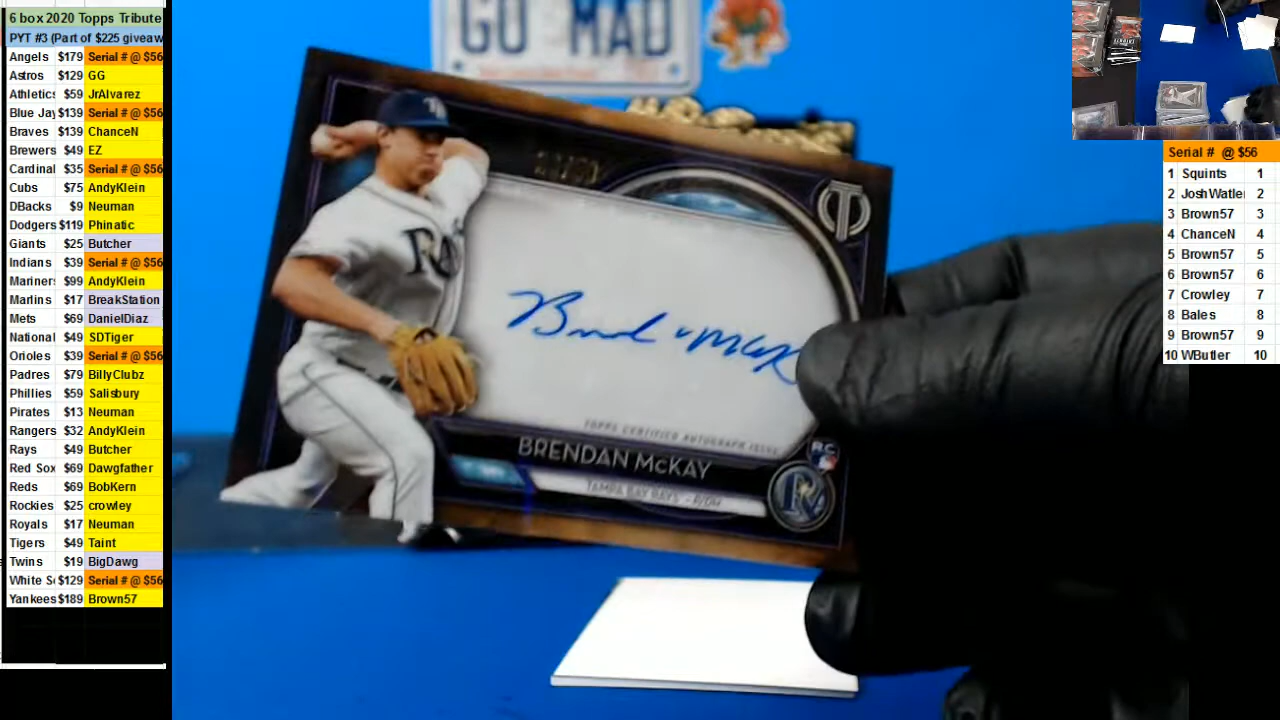 6 box 2020 Topps Tribute
PYT #3 (Part of $225 giveaw
Angels $179 Serial # @ $56
Astros $129 GG
Athletics $59 JrAlvarez
Blue Jay $139 Serial # @ $56
Braves $139 ChanceN
Brewers $49 EZ
Cardinal $35 Serial # @ $56
Cubs $75 AndyKlein
DBacks $9 Neuman
Dodgers $119 Phinatic
Giants $25 Butcher
Indians $39 Serial # @ $56
Mariner $99 AndyKlein
Marlins $17 BreakStation
Mets $69 DanielDiaz
National $49 SDTiger
Orioles $39 Serial # @ $56
Padres $79 BillyClubz
Phillies $59 Salisbury
Pirates $13 Neuman
Rangers $32 AndyKlein
Rays $49 Butcher
Red Sox $69 Dawgfather
Reds $69 BobKern
Rockies $25 crowley
Royals $17 Neuman
Tigers $49 Taint
Twins $19 BigDawg
White S $129 Serial # @ $56
Yankees $189 Brown57
GO MAD
Brendan McKay
TOPPS CERTIFIED AUTOGRAPH ISSUE
BRENDAN McKAY
TAMPA BAY RAYS - P/DH
RC
Serial # @ $56
1 Squints 1
2 JoshWatle 2
3 Brown57 3
4 ChanceN 4
5 Brown57 5
6 Brown57 6
7 Crowley 7
8 Bales 8
9 Brown57 9
10 WButler 10